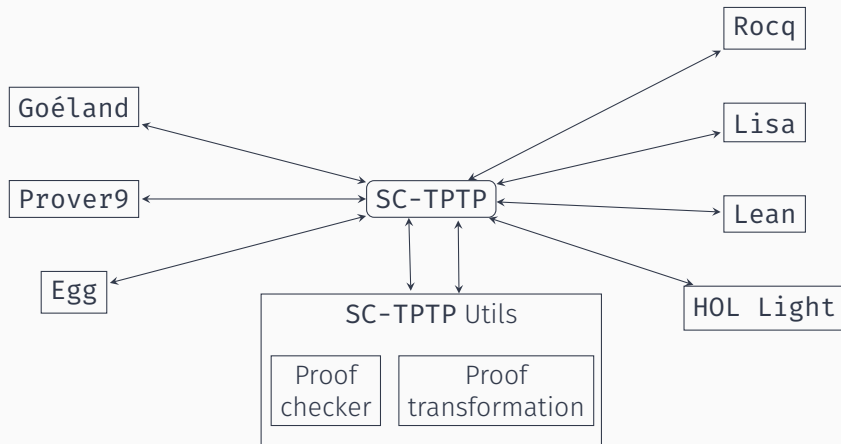 Rocq
Goéland
Lisa
Prover9
SC-TPTP
Lean
Egg
HOL Light
SC-TPTP Utils
Proof
checker
Proof
transformation